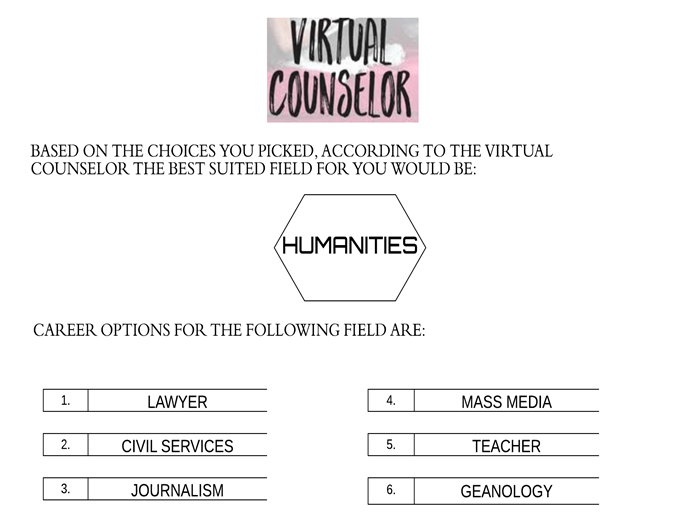 VIRTUAL
COUNSELOR
BASED ON THE CHOICES YOU PICKED, ACCORDING TO THE VIRTUAL
COUNSELOR THE BEST SUITED FIELD FOR YOU WOULD BE:
HUMANITIES
CAREER OPTIONS FOR THE FOLLOWING FIELD ARE:
1. LAWYER
2. CIVIL SERVICES
3. JOURNALISM
4. MASS MEDIA
5. TEACHER
6. GEANOLOGY